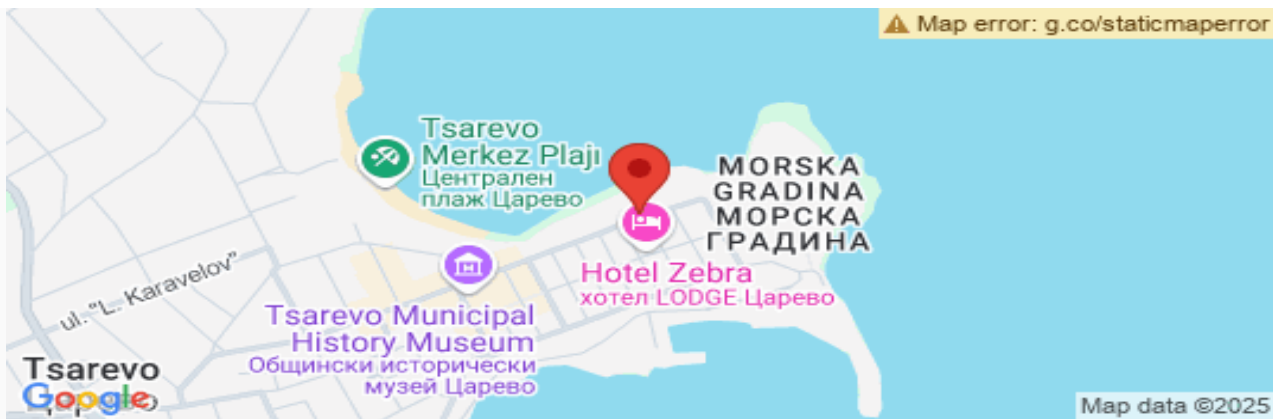 Map error: g.co/staticmaperror
Tsarevo
Merkez Plajı
Централен
плаж Царево
MORSKA
GRADINA
МОРСКА
ГРАДИНА
Hotel Zebra
хотел LODGE Царево
ul. "L. Karavelov"
Tsarevo Municipal
History Museum
Общински исторически
музей Царево
Tsarevo
Google
Map data ©2025